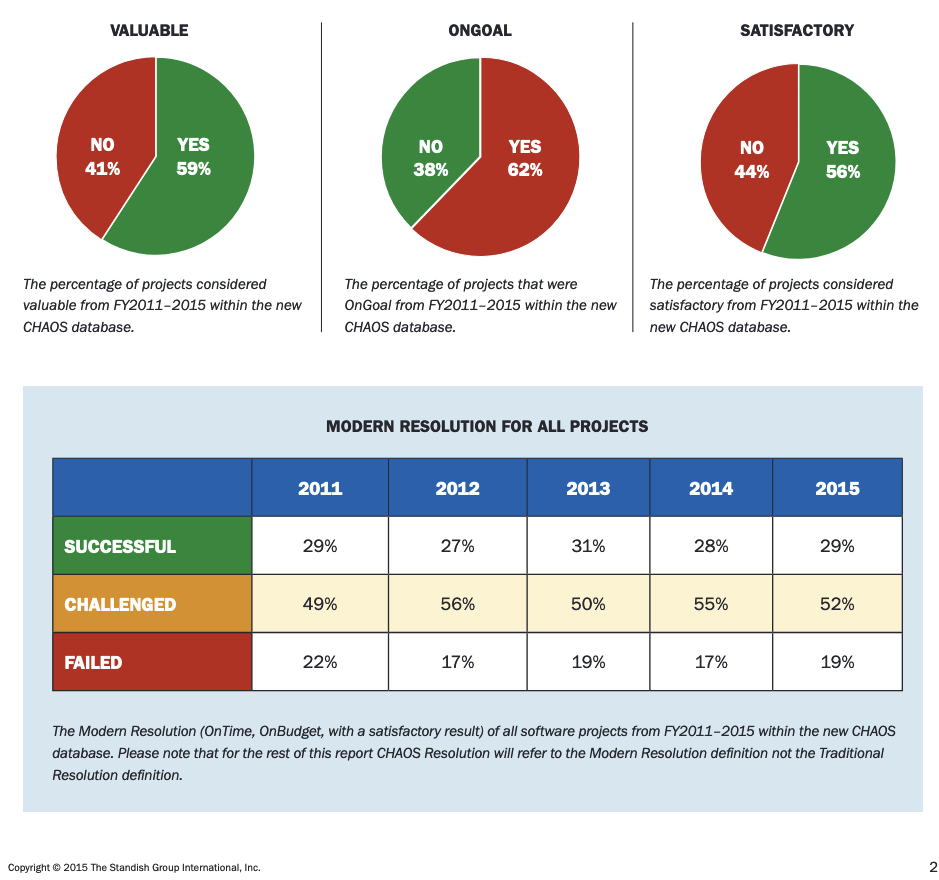 VALUABLE
NO
41%
YES
59%
The percentage of projects considered
valuable from FY2011–2015 within the new
CHAOS database.
ONGOAL
NO
38%
YES
62%
The percentage of projects that were
OnGoal from FY2011–2015 within the new
CHAOS database.
SATISFACTORY
NO
44%
YES
56%
The percentage of projects considered
satisfactory from FY2011–2015 within the
new CHAOS database.
MODERN RESOLUTION FOR ALL PROJECTS
2011 2012 2013 2014 2015
SUCCESSFUL 29% 27% 31% 28% 29%
CHALLENGED 49% 56% 50% 55% 52%
FAILED 22% 17% 19% 17% 19%
The Modern Resolution (OnTime, OnBudget, with a satisfactory result) of all software projects from FY2011–2015 within the new CHAOS
database. Please note that for the rest of this report CHAOS Resolution will refer to the Modern Resolution definition not the Traditional
Resolution definition.
Copyright © 2015 The Standish Group International, Inc.
2